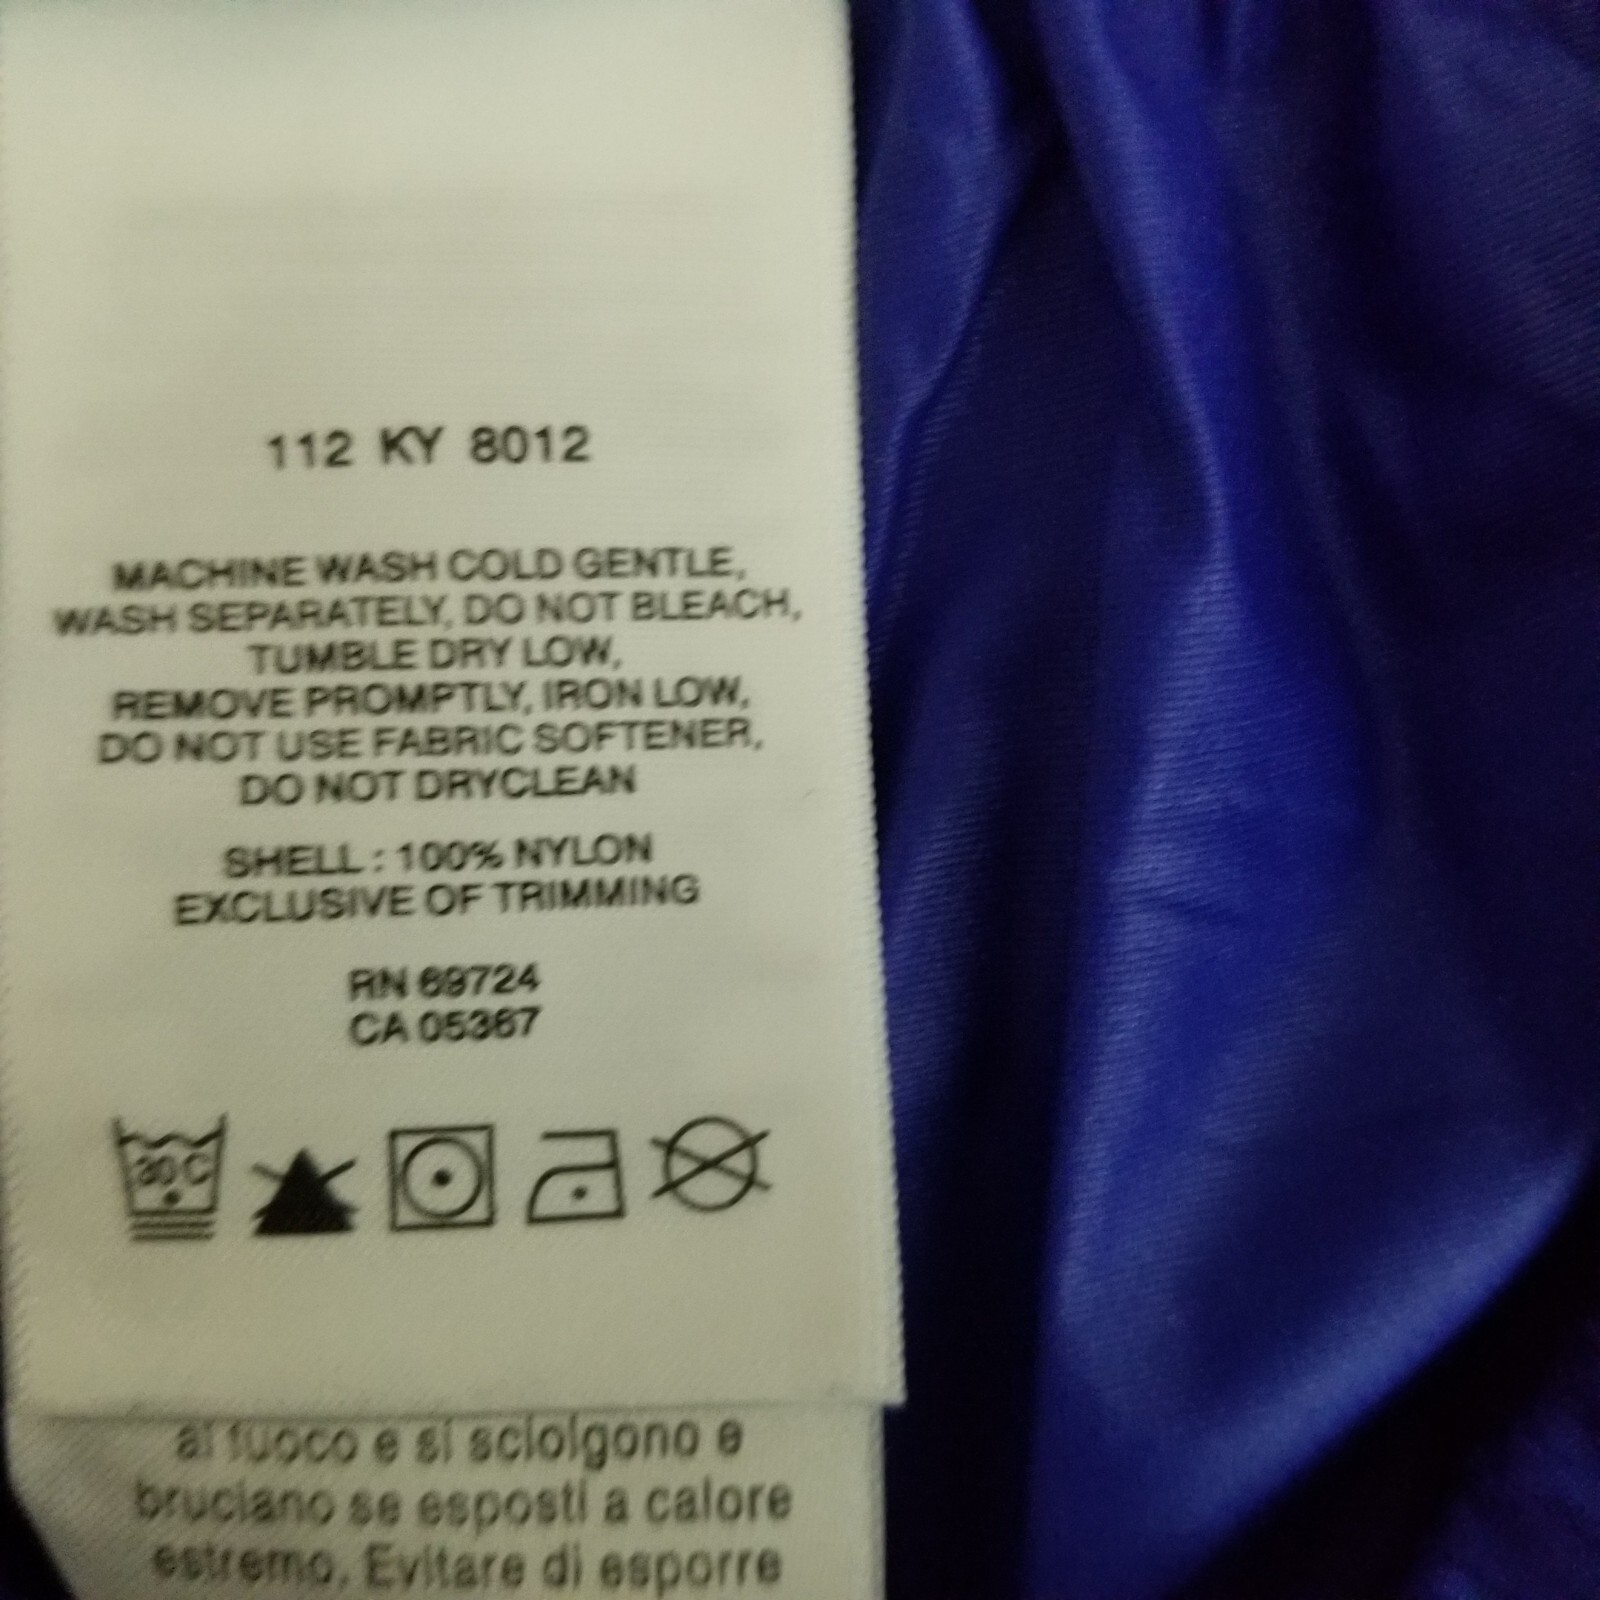 112 KY 8012
MACHINE WASH COLD GENTLE,
WASH SEPARATELY, DO NOT BLEACH,
TUMBLE DRY LOW,
REMOVE PROMPTLY, IRON LOW,
DO NOT USE FABRIC SOFTENER,
DO NOT DRYCLEAN
SHELL : 100% NYLON
EXCLUSIVE OF TRIMMING
RN 69724
CA 05367
30 C
al fuoco e si sciolgono e
bruciano se esposti a calore
estremo. Evitare di esporre